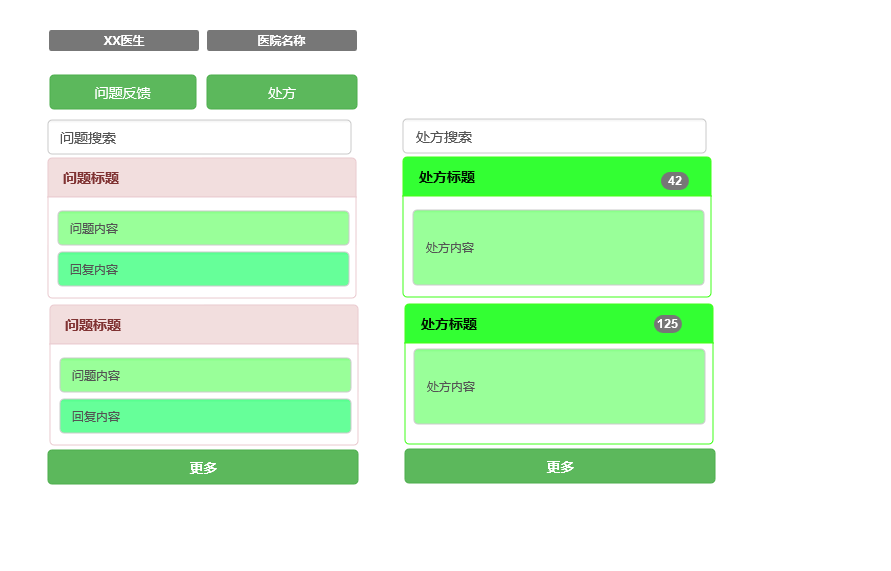 XX医生
医院名称
问题反馈
处方
问题搜索
问题标题
问题内容
回复内容
问题标题
问题内容
回复内容
更多
处方搜索
处方标题
42
处方内容
处方标题
125
处方内容
更多